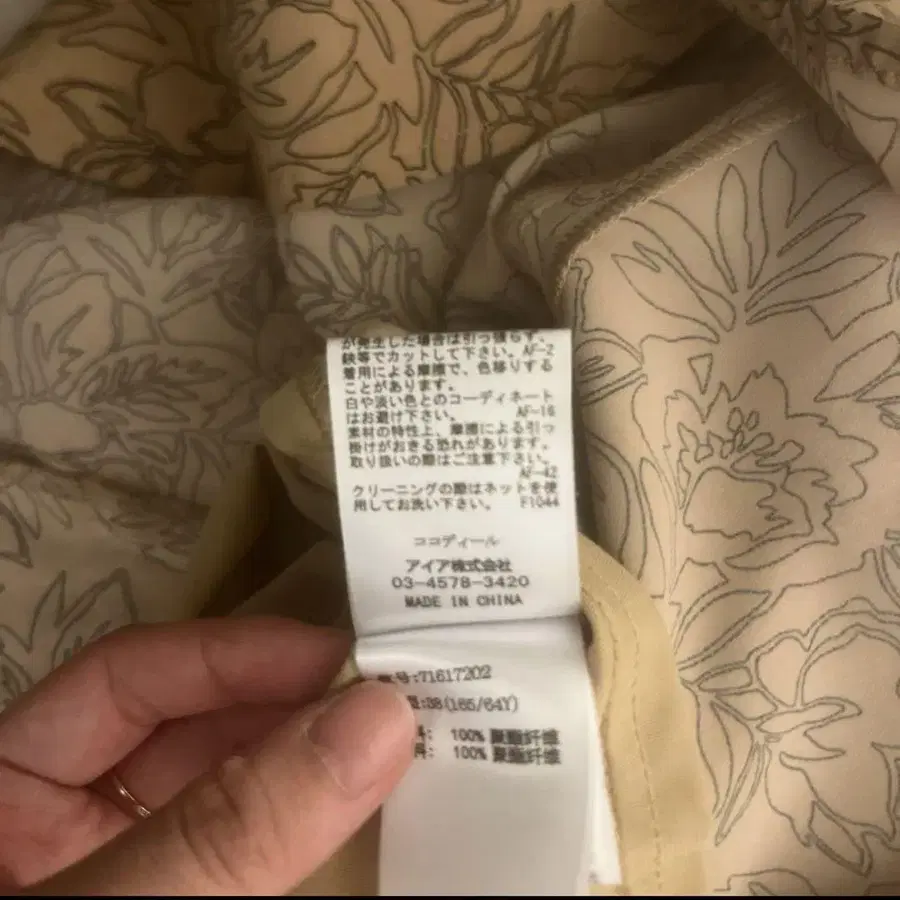 が発生した場合は引っ張らず、
鋏等でカットして下さい。AF-2
着用による摩擦で、色移りする
ことがあります。
白や淡い色とのコーディネート
はお避け下さい。 AF-16
素材の特性上、摩擦による引っ
掛けがおきる恐れがあります。
取り扱いの際はご注意下さい。
AF-42
クリーニングの際はネットを使
用してお洗い下さい。 F1044
ココディール
アイア株式会社
03-4578-3420
MADE IN CHINA
号:71617202
:38(165/64Y)
料: 100% 聚酯纤维
料: 100% 聚酯纤维